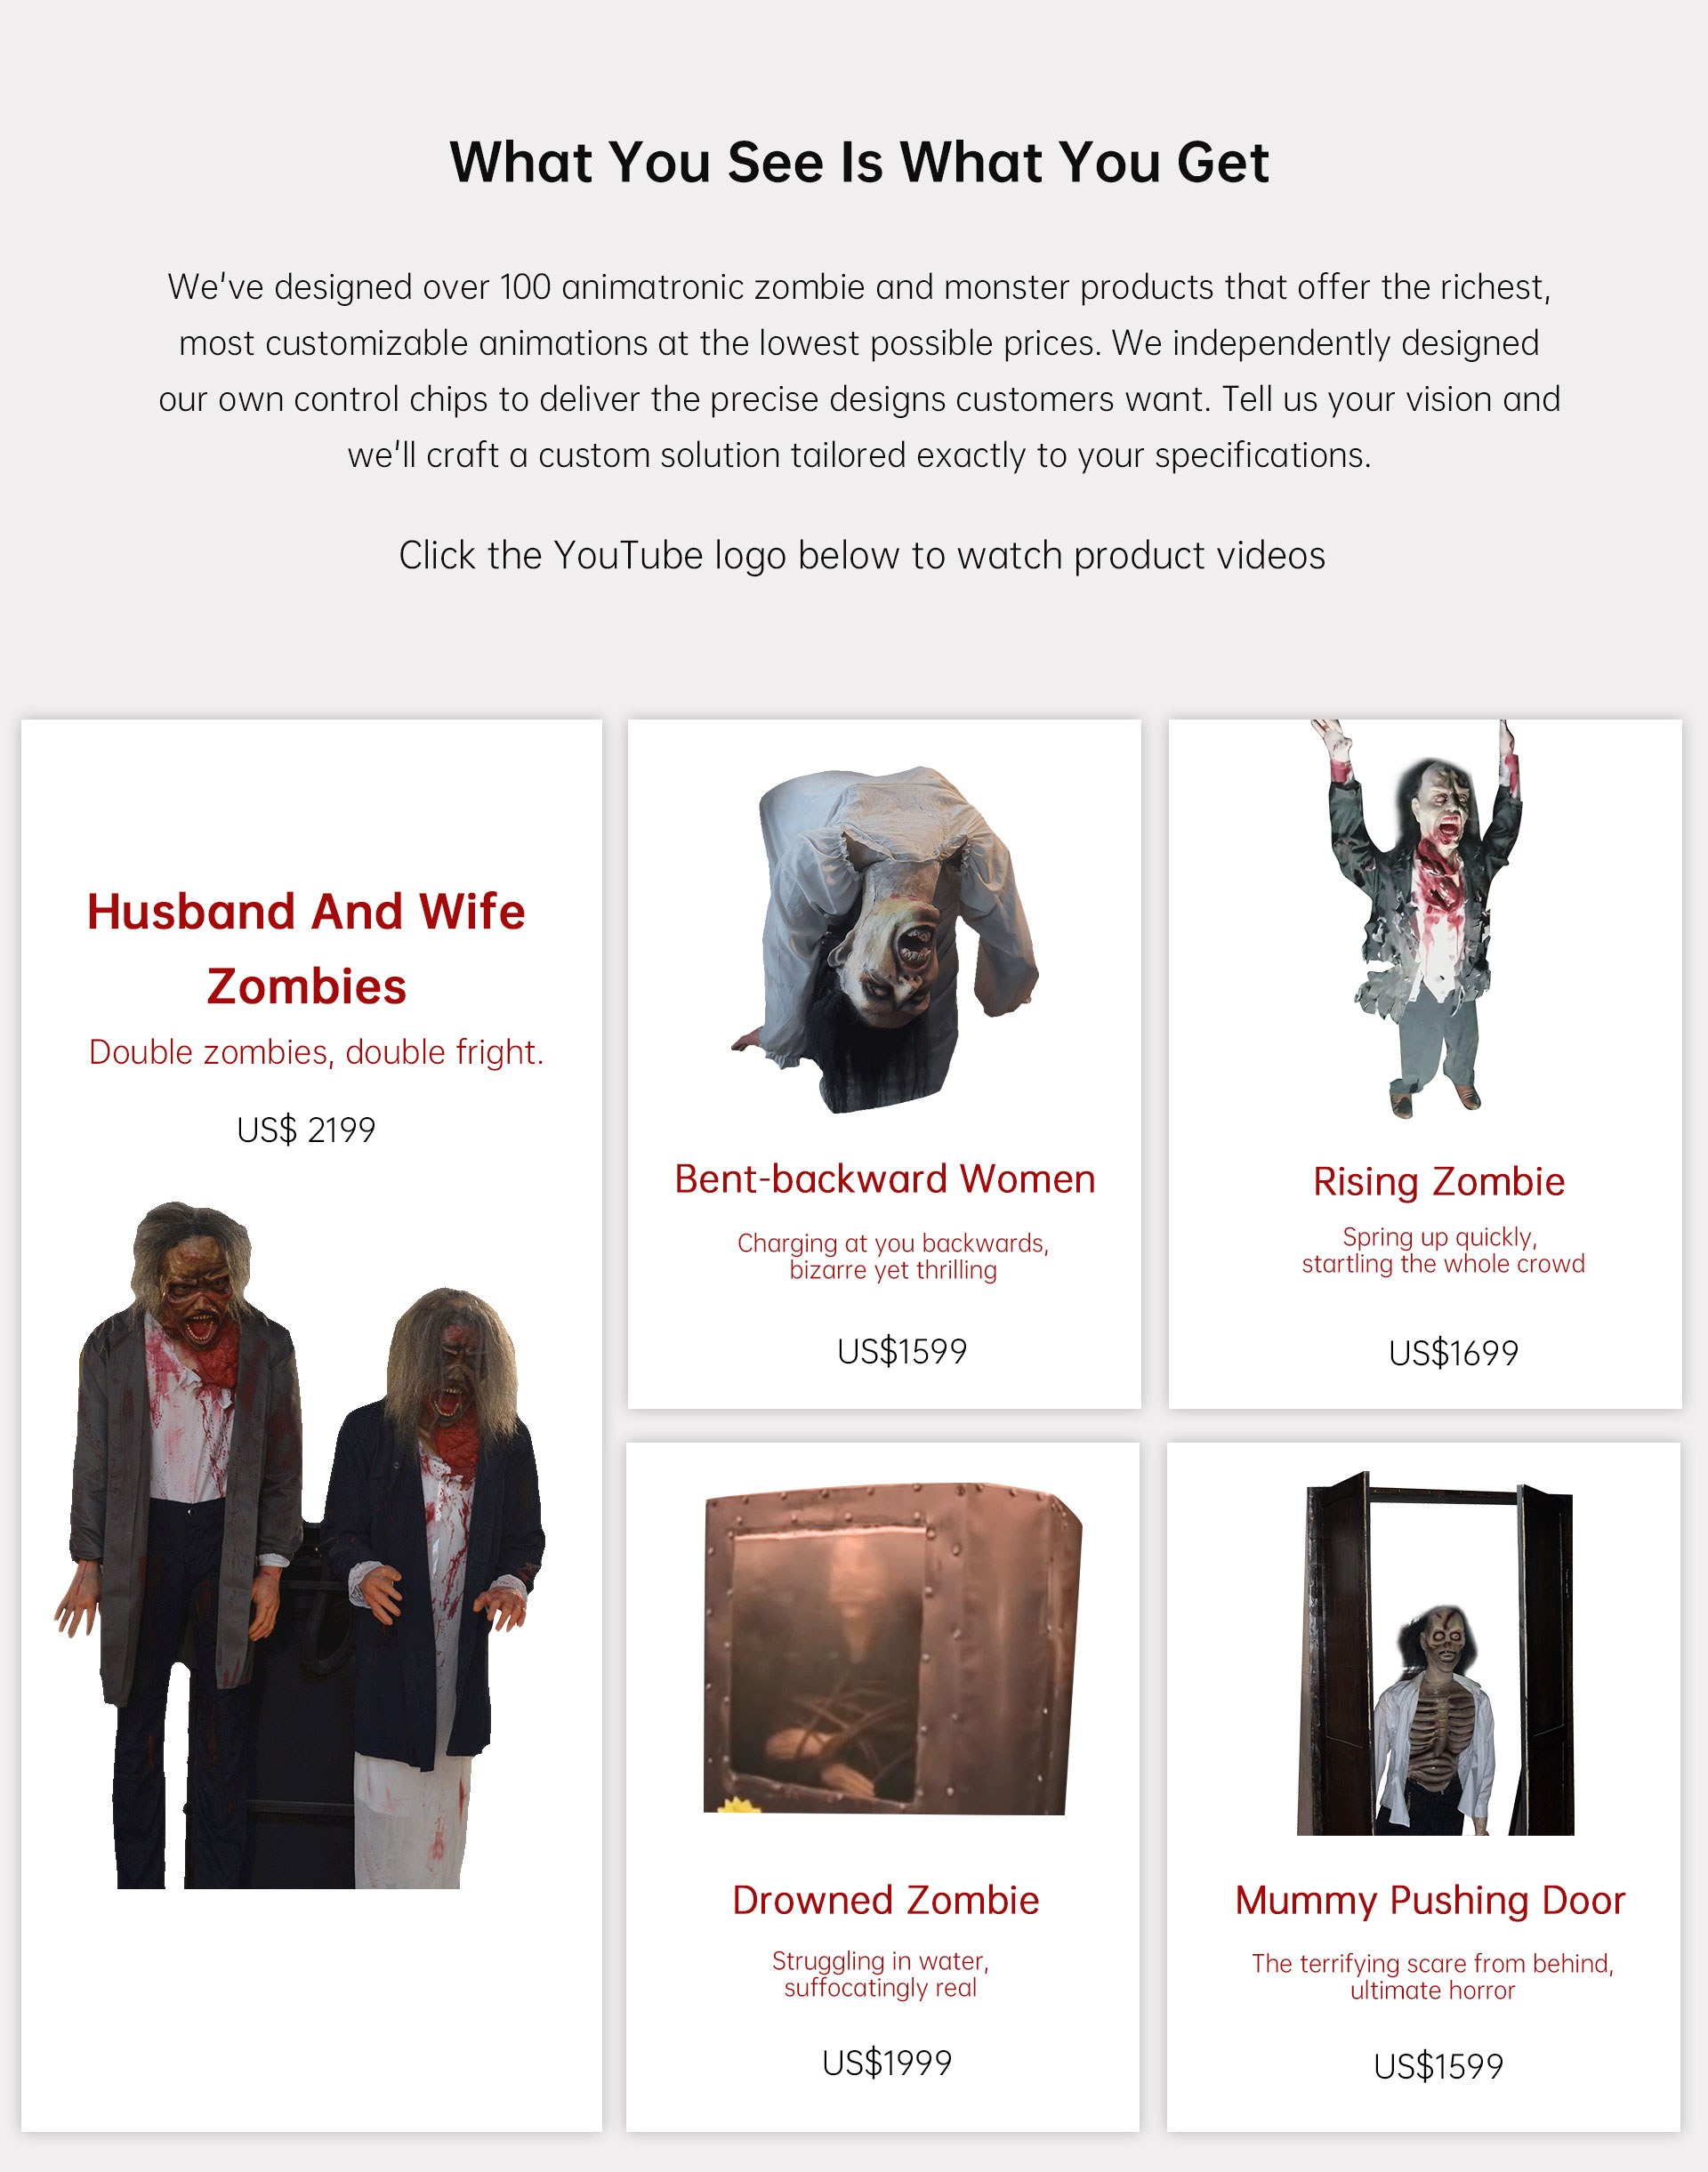 What You See Is What You Get
We've designed over 100 animatronic zombie and monster products that offer the richest,
most customizable animations at the lowest possible prices. We independently designed
our own control chips to deliver the precise designs customers want. Tell us your vision and
we'll craft a custom solution tailored exactly to your specifications.
Click the YouTube logo below to watch product videos
Husband And Wife
Zombies
Double zombies, double fright.
US$ 2199
Bent-backward Women
Charging at you backwards,
bizarre yet thrilling
US$1599
Rising Zombie
Spring up quickly,
startling the whole crowd
US$1699
Drowned Zombie
Struggling in water,
suffocatingly real
US$1999
Mummy Pushing Door
The terrifying scare from behind,
ultimate horror
US$1599